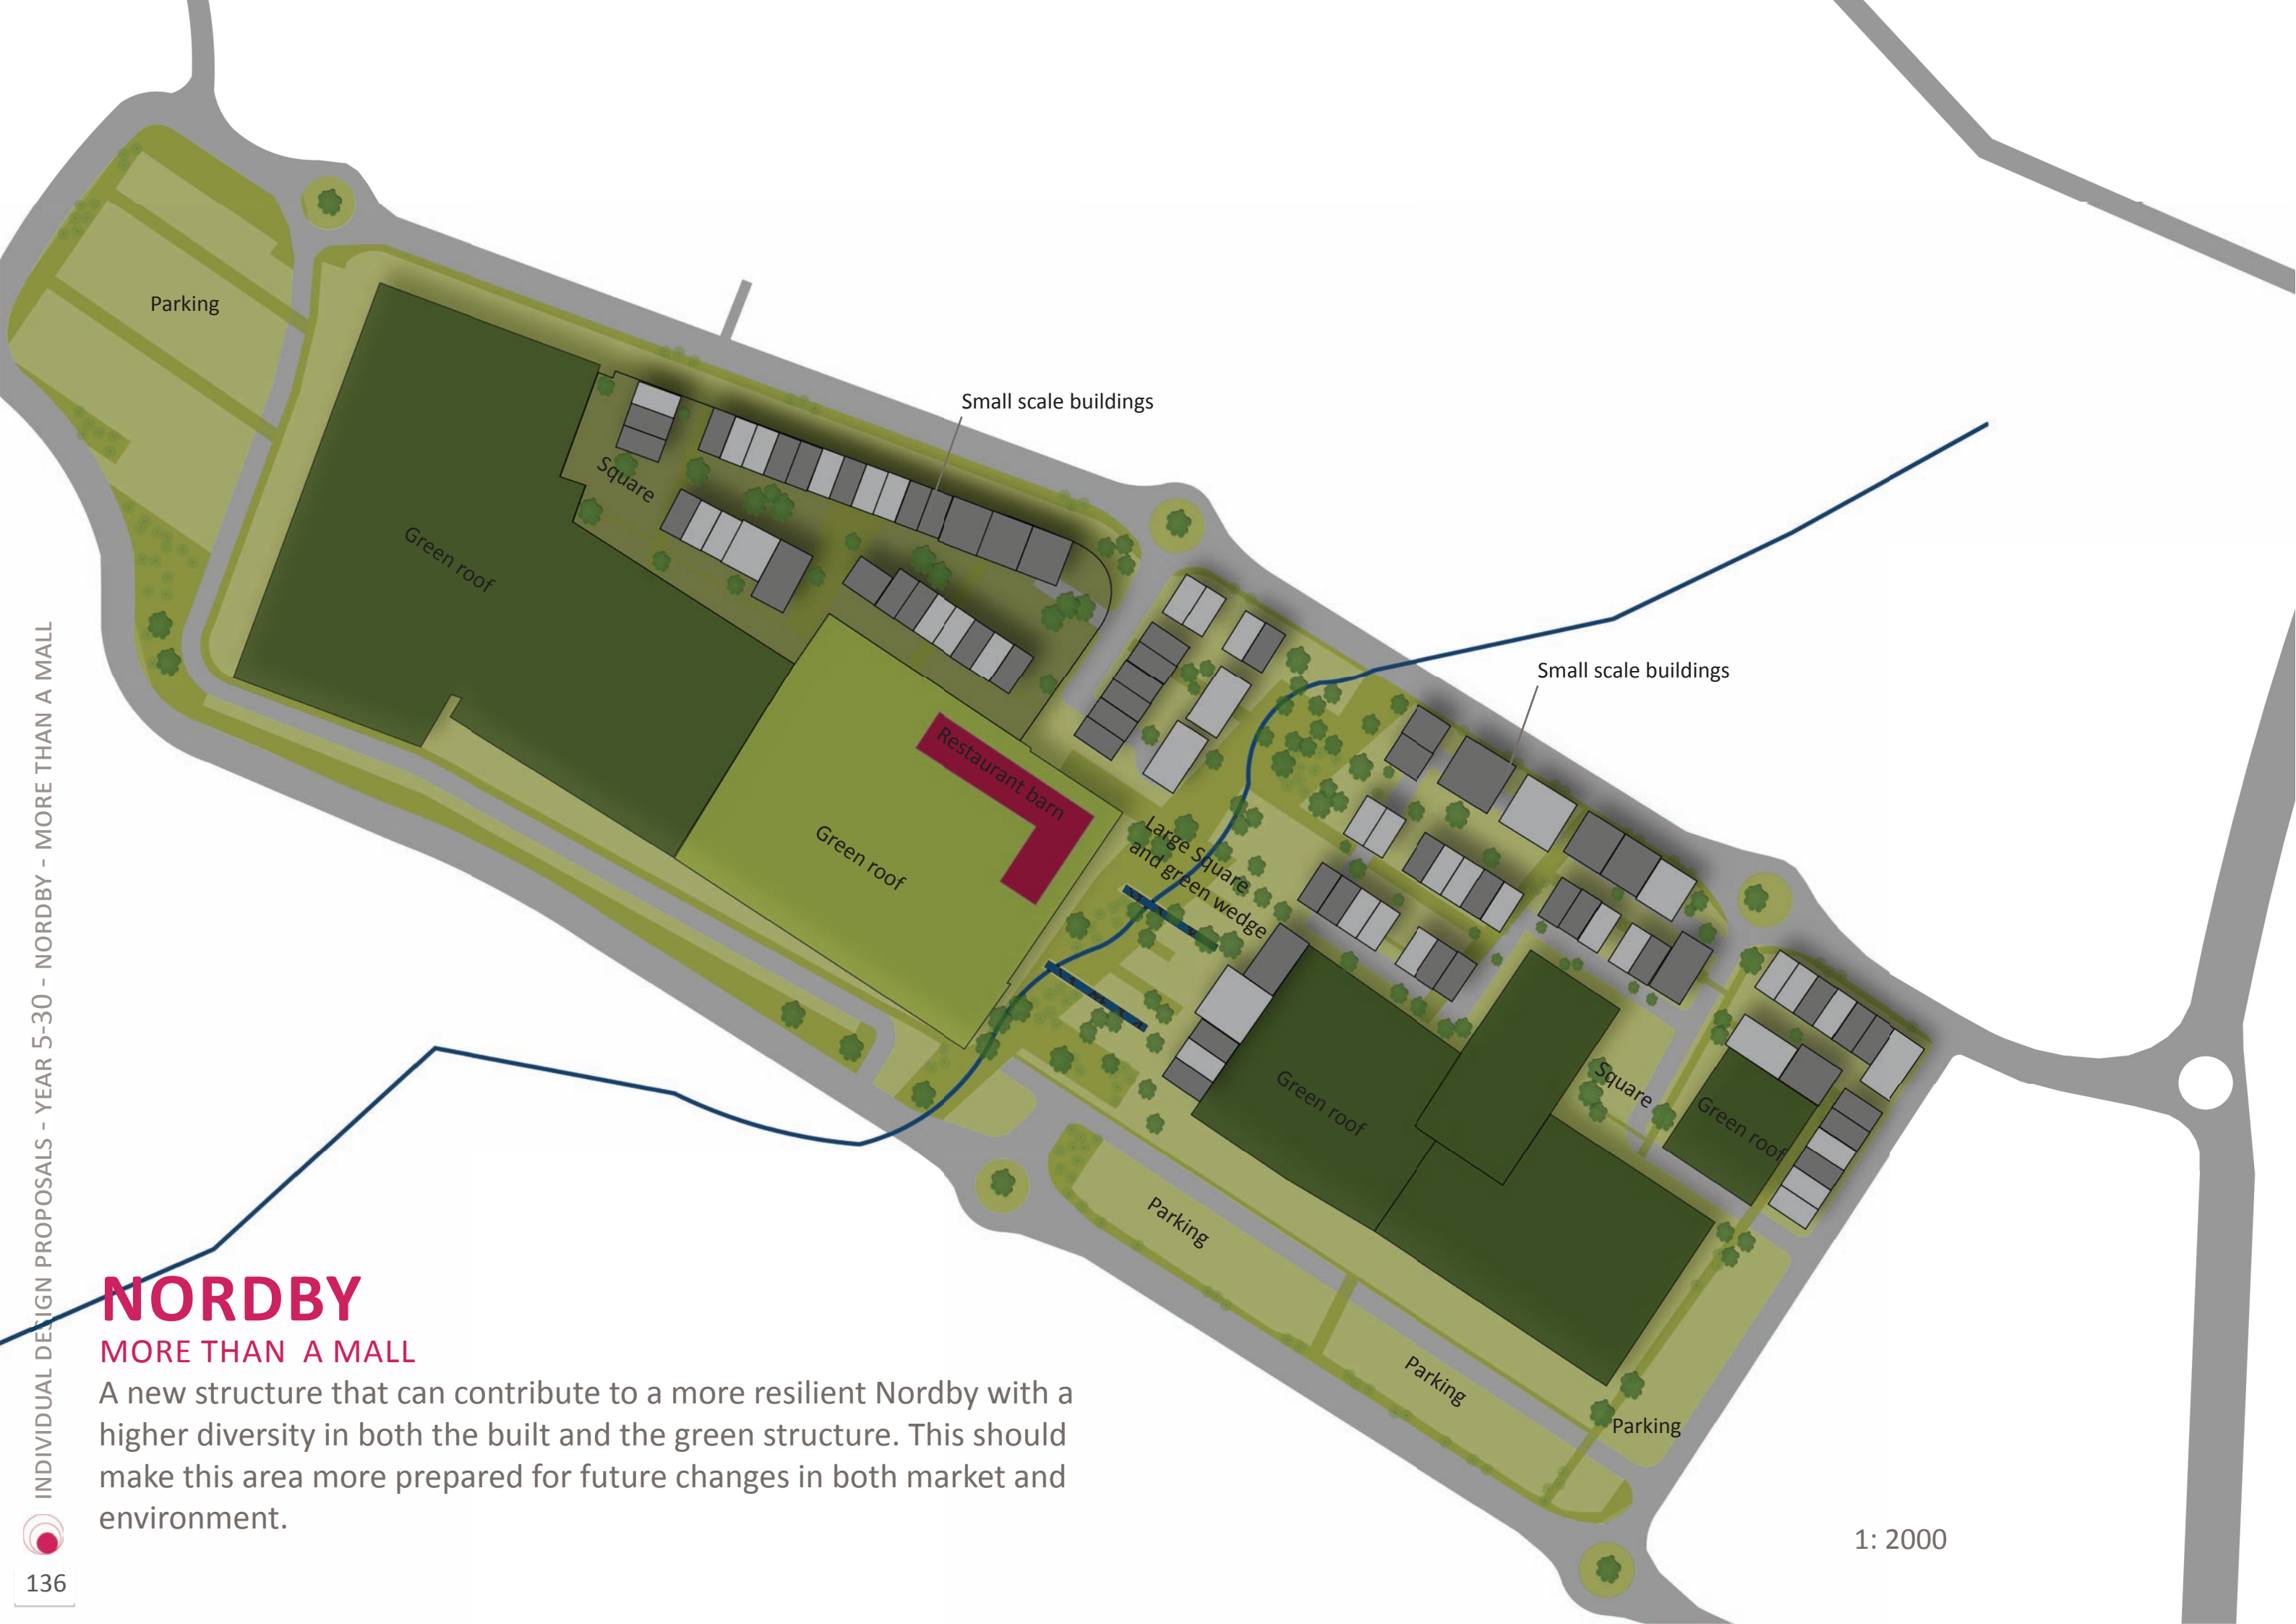 Parking
Small scale buildings
Square
Green roof
Small scale buildings
Restaurant barn
Green roof
Large Square
and green wedge
Green roof
Square
Green roof
Parking
Parking
Parking
NORDBY
MORE THAN A MALL
A new structure that can contribute to a more resilient Nordby with a
higher diversity in both the built and the green structure. This should
make this area more prepared for future changes in both market and
environment.
1: 2000
INDIVIDUAL DESIGN PROPOSALS - YEAR 5-30 - NORDBY - MORE THAN A MALL
136